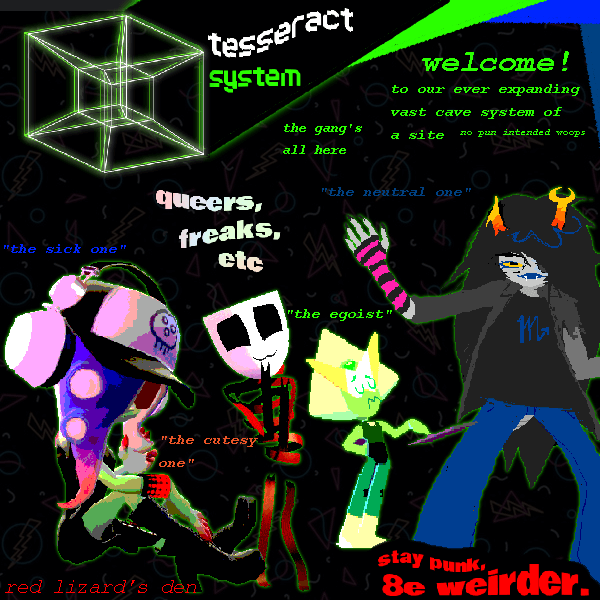 tesseract
system
welcome!
to our ever expanding
vast cave system of
a site no pun intended woops
the gang's
all here
"the neutral one"
queers,
freaks,
etc
"the sick one"
"the egoist"
"the cutesy
one"
♏
stay punk,
8e weirder.
red lizard's den